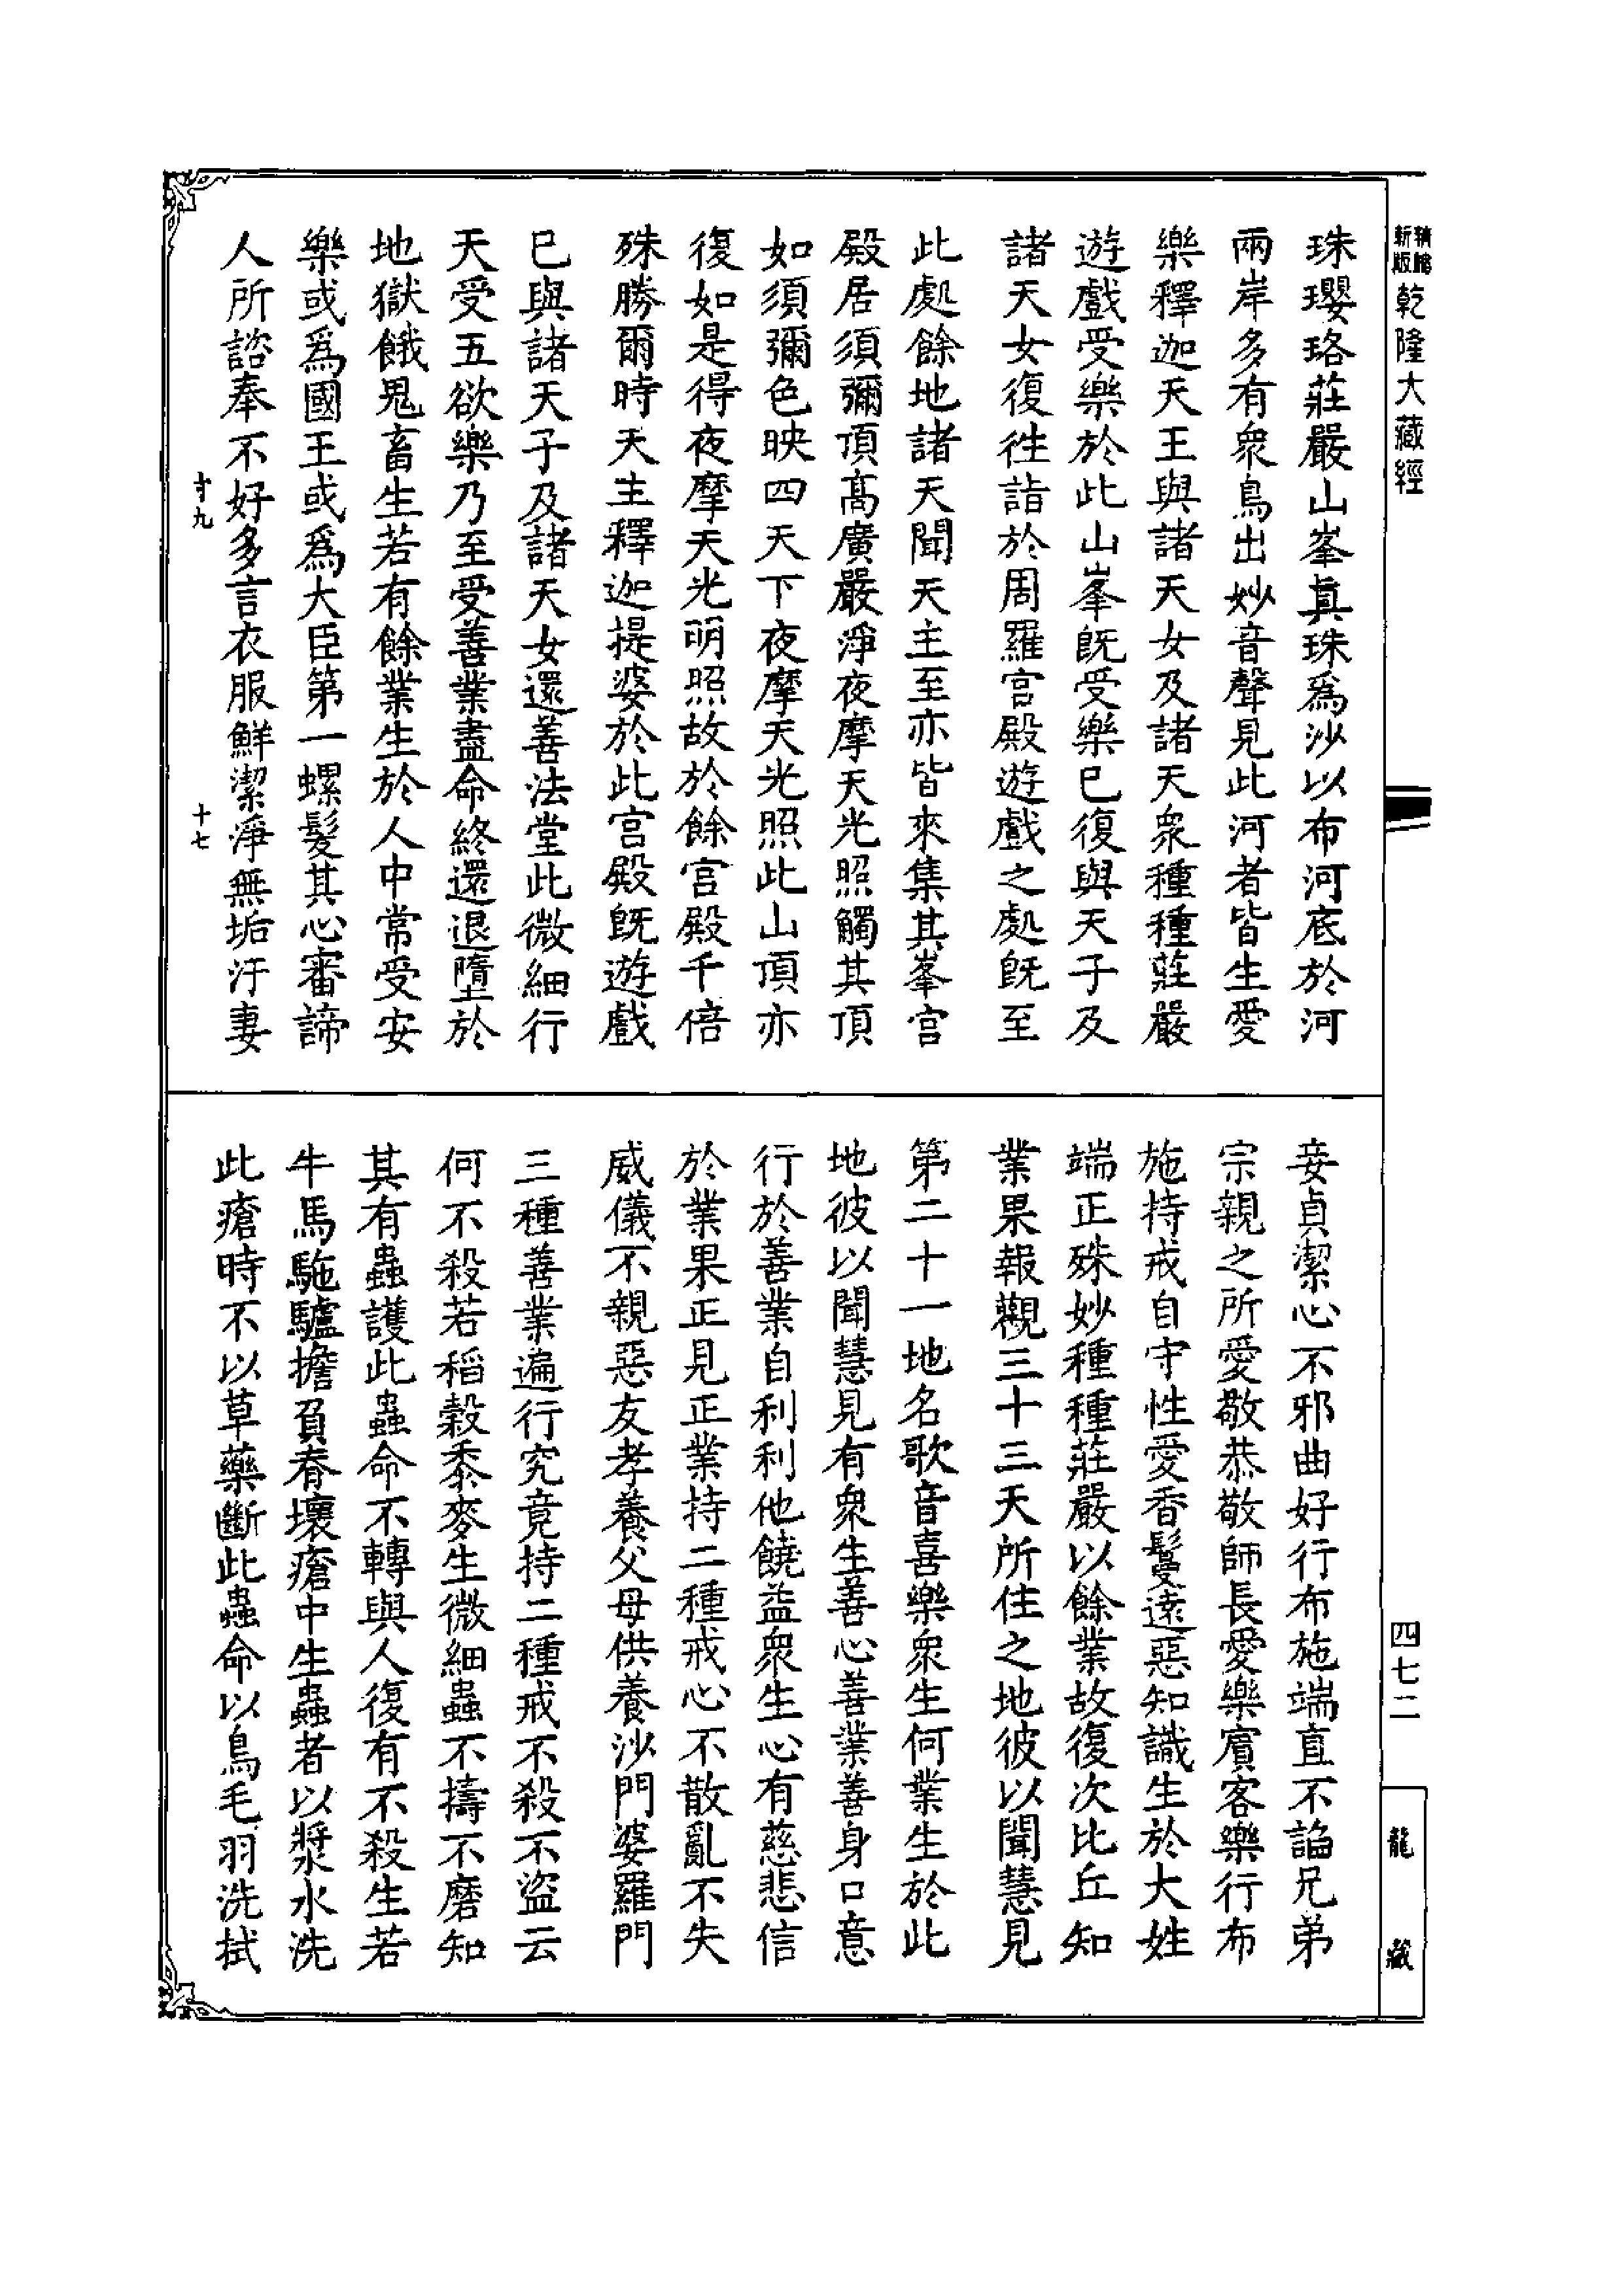 新版
乾隆大藏經
珠瓔珞莊嚴山峯真珠爲沙以布河底於河
兩岸多有衆鳥出妙音聲見此河者皆生愛
樂釋迦天王與諸天女及諸天衆種種莊嚴
遊戲受樂於此山峯既受樂已復與天子及
諸天女復徃詣於周羅宮殿遊戲之處既至
此處餘地諸天聞天主至亦皆來集其峯宮
殿居須彌頂髙廣嚴淨夜摩天光照觸其頂
如須彌色映四天下夜摩天光照此山頂亦
復如是得夜摩天光明照故於餘宮殿千倍
殊勝爾時天主釋迦提婆於此宮殿既遊戲
已與諸天子及諸天女還善法堂此微細行
天受五欲樂乃至受善業盡命終還退墮於
地獄餓鬼畜生若有餘業生於人中常受安
樂或爲國王或爲大臣第一螺髮其心審諦
人所諮奉不好多言衣服鮮潔淨無垢汙妻
寸九
十七
妾貞潔心不邪曲好行布施端直不諂兄弟
宗親之所愛敬恭敬師長愛樂賓客樂行布
施持戒自守性愛香鬘遠惡知識生於大姓
端正殊妙種種莊嚴以餘業故復次比丘知
業果報觀三十三天所住之地彼以聞慧見
第二十一地名歌音喜樂衆生何業生於此
地彼以聞慧見有衆生善心善業善身口意
行於善業自利利他饒益衆生心有慈悲信
於業果正見正業持二種戒心不散亂不失
威儀不親惡友孝養父母供養沙門婆羅門
三種善業遍行究竟持二種戒不殺不盜云
何不殺若稻穀黍麥生微細蟲不擣不磨知
其有蟲護此蟲命不轉與人復有不殺生若
牛馬駞驢擔負脊壞瘡中生蟲者以漿水洗
此瘡時不以草藥斷此蟲命以鳥毛羽洗拭
四七二
龍藏